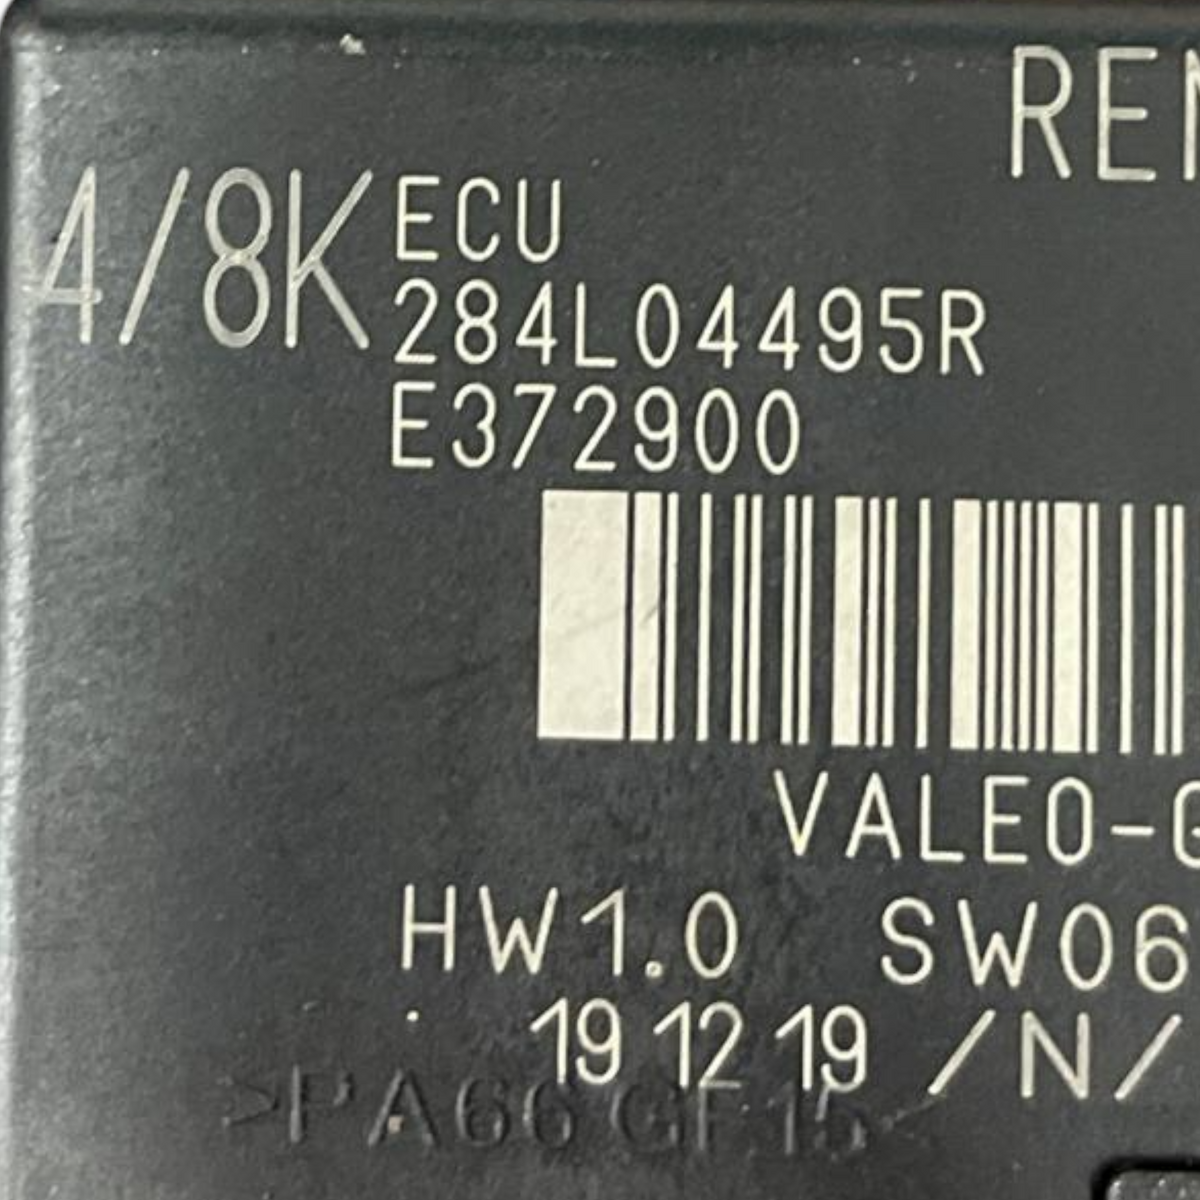 REN
4/8K
ECU
284L04495R
E372900
VALEO-G
HW1.0 SW06
19 12 19 /N/
>PA66 GF15<